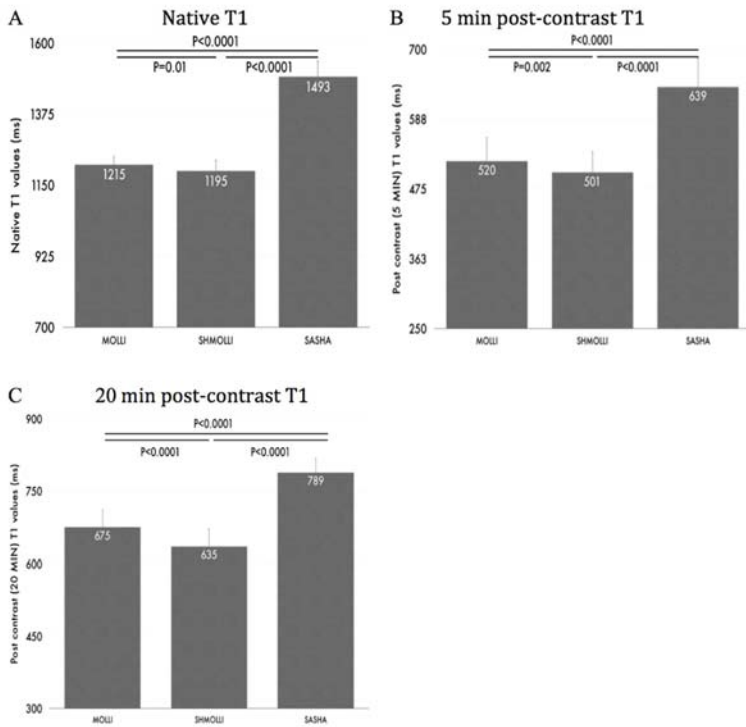 A
Native T1
P<0.0001
P=0.01
P<0.0001
1600
1375
1150
925
700
Native T1 values (ms)
1215
1195
1493
MOLLI
SHMOLLI
SASHA
B
5 min post-contrast T1
P<0.0001
P=0.002
P<0.0001
700
588
475
363
250
Post contrast (5 MIN) T1 values (ms)
520
501
639
MOLLI
SHMOLLI
SASHA
C
20 min post-contrast T1
P<0.0001
P<0.0001
P<0.0001
900
750
600
450
300
Post contrast (20 MIN) T1 values (ms)
675
635
789
MOLLI
SHMOLLI
SASHA